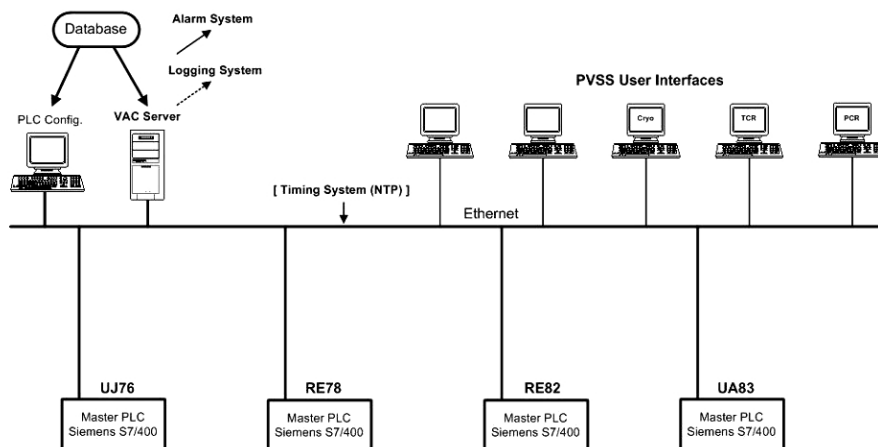 Database
Alarm System
Logging System
PLC Config.
VAC Server
PVSS User Interfaces
Cryo
TCR
PCR
[ Timing System (NTP) ]
Ethernet
UJ76
Master PLC
Siemens S7/400
RE78
Master PLC
Siemens S7/400
RE82
Master PLC
Siemens S7/400
UA83
Master PLC
Siemens S7/400